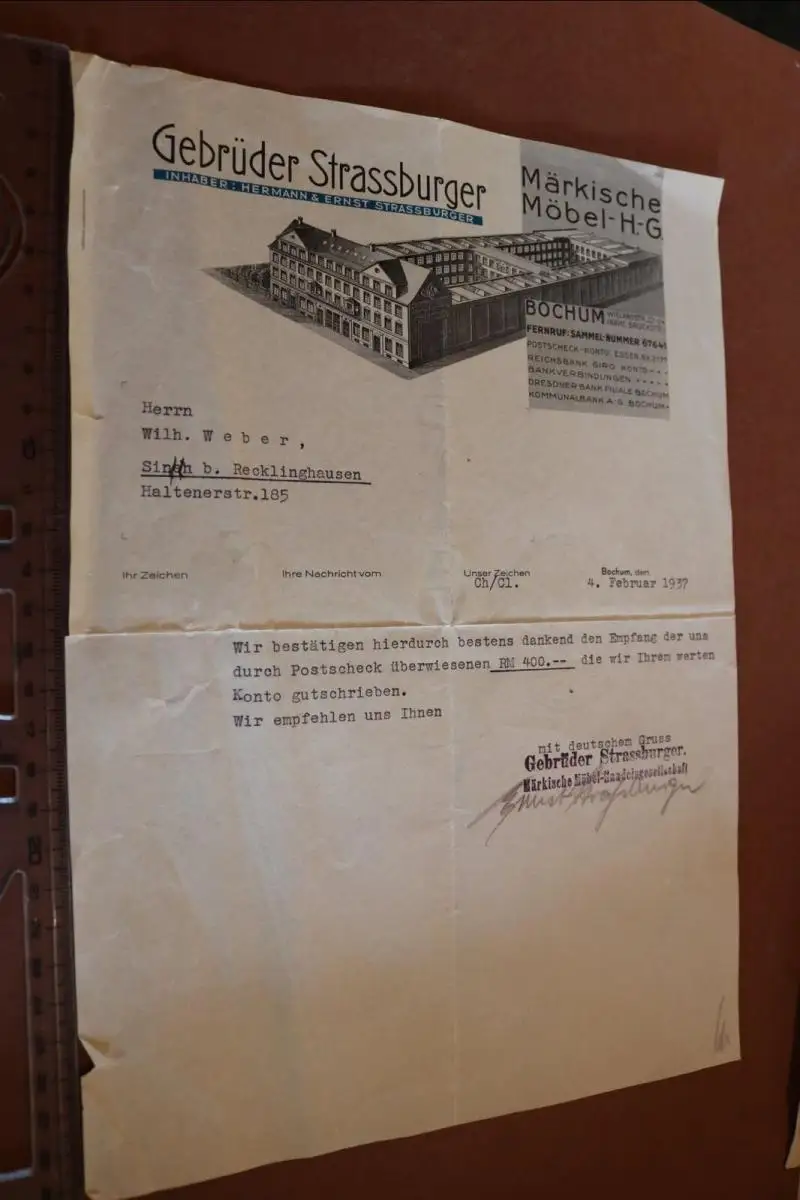 Gebrüder Strassburger
INHABER: HERMANN & ERNST STRASSBURGER
Märkische
Möbel-H.-G.
BOCHUM
FERNRUF: SAMMEL-NUMMER 67641
POSTSCHECK-KONTO: ESSEN
REICHSBANK GIRO KONTO
BANKVERBINDUNGEN
DRESDNER BANK FILIALE BOCHUM
KOMMUNALBANK A-G. BOCHUM
Herrn
Wilh. Weber,
b. Recklinghausen
Haltenerstr.185
Ihr Zeichen
Ihre Nachricht vom
Unser Zeichen
Ch/Cl.
Bochum, den
4. Februar 1937
Wir bestätigen hierdurch bestens dankend den Empfang der uns
durch Postscheck überwiesenen RM 400.-- die wir Ihrem werten
Konto gutschrieben.
Wir empfehlen uns Ihnen
mit deutschem Gruss
Gebrüder Strassburger.
Märkische Möbel-Handelsgesellschaft
Ernst Strassburger